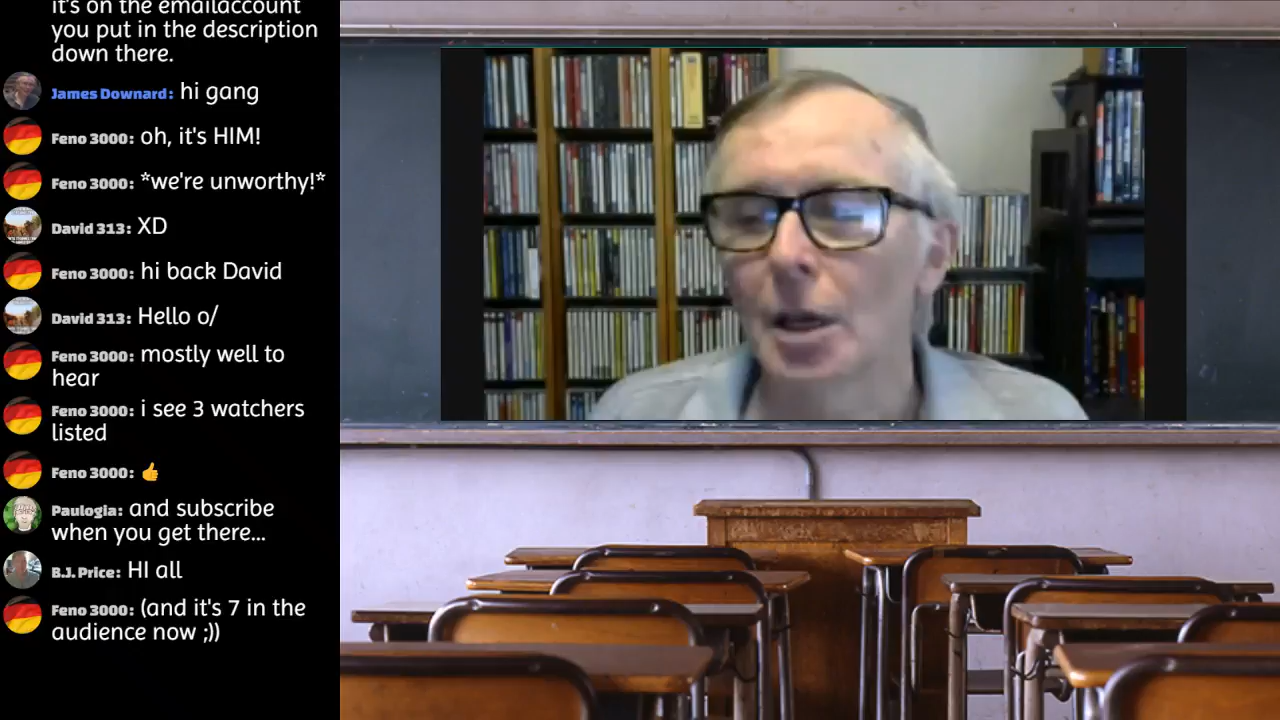 it's on the emailaccount
you put in the description
down there.
James Downard: hi gang
Feno 3000: oh, it's HIM!
Feno 3000: *we're unworthy!*
David 313: XD
Feno 3000: hi back David
David 313: Hello o/
Feno 3000: mostly well to
hear
Feno 3000: i see 3 watchers
listed
Feno 3000: 👍
Paulogia: and subscribe
when you get there...
B.J. Price: HI all
Feno 3000: (and it's 7 in the
audience now ;))